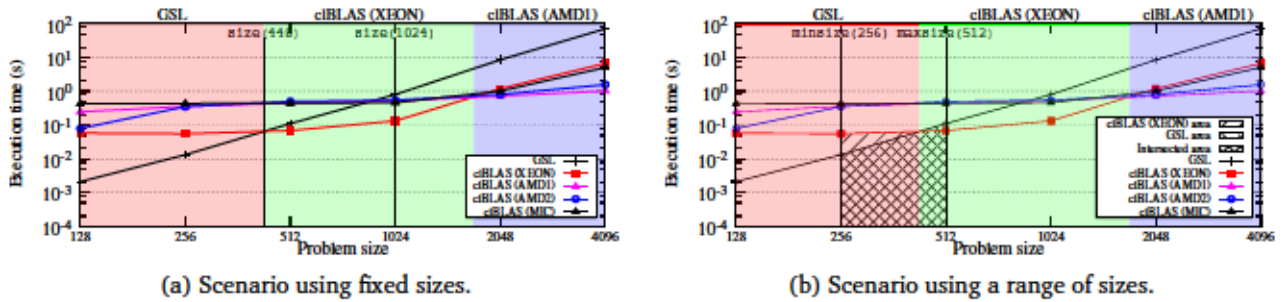 GSL clBLAS (XEON) clBLAS (AMD1)
size(448) size(1024)
Execution time (s)
10^2
10^1
10^0
10^-1
10^-2
10^-3
10^-4
GSL
clBLAS (XEON)
clBLAS (AMD1)
clBLAS (AMD2)
clBLAS (MIC)
128 256 512 1024 2048 4096
Problem size
(a) Scenario using fixed sizes.
GSL clBLAS (XEON) clBLAS (AMD1)
minsize(256) maxsize(512)
Execution time (s)
10^2
10^1
10^0
10^-1
10^-2
10^-3
10^-4
clBLAS (XEON) area
GSL area
Intersected area
GSL
clBLAS (XEON)
clBLAS (AMD1)
clBLAS (AMD2)
clBLAS (MIC)
128 256 512 1024 2048 4096
Problem size
(b) Scenario using a range of sizes.